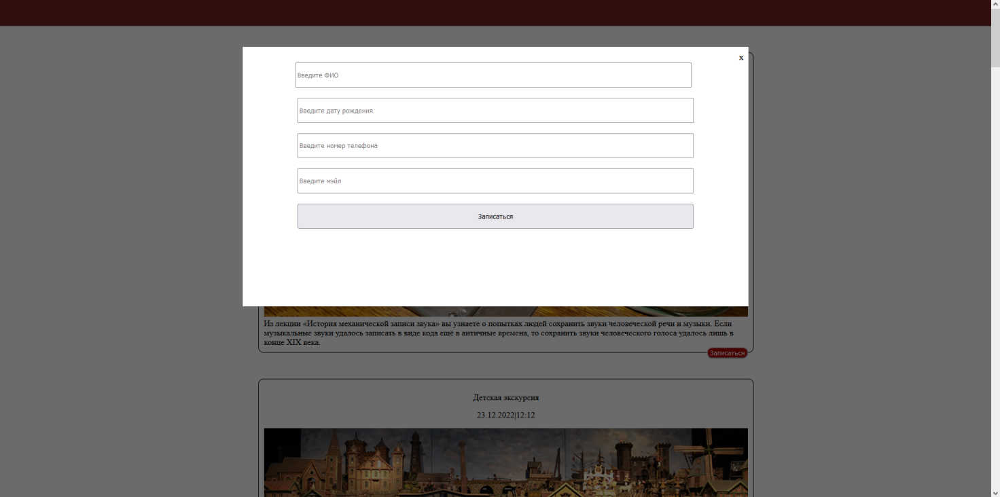 x
Введите ФИО
Введите дату рождения
Введите номер телефона
Введите мэйл
Записаться
Из лекции «История механической записи звука» вы узнаете о попытках людей сохранить звуки человеческой речи и музыки. Если
музыкальные звуки удалось записать в виде кода ещё в античные времена, то сохранить звуки человеческого голоса удалось лишь в
конце XIX века.
Записаться
Детская экскурсия
23.12.2022|12:12